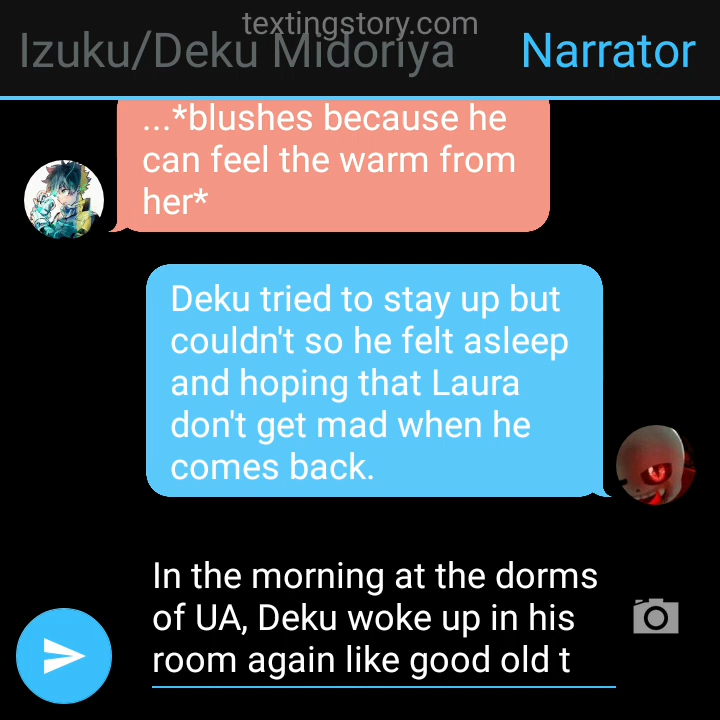 textingstory.com
Izuku/Deku Midoriya
Narrator
...*blushes because he
can feel the warm from
her*
Deku tried to stay up but
couldn't so he felt asleep
and hoping that Laura
don't get mad when he
comes back.
In the morning at the dorms
of UA, Deku woke up in his
room again like good old t